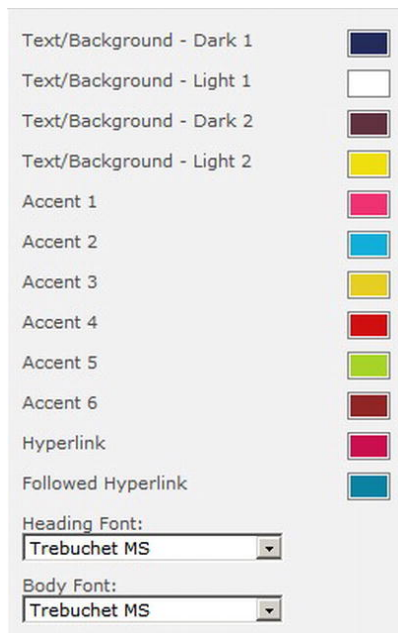 Text/Background - Dark 1
Text/Background - Light 1
Text/Background - Dark 2
Text/Background - Light 2
Accent 1
Accent 2
Accent 3
Accent 4
Accent 5
Accent 6
Hyperlink
Followed Hyperlink
Heading Font:
Trebuchet MS
Body Font:
Trebuchet MS